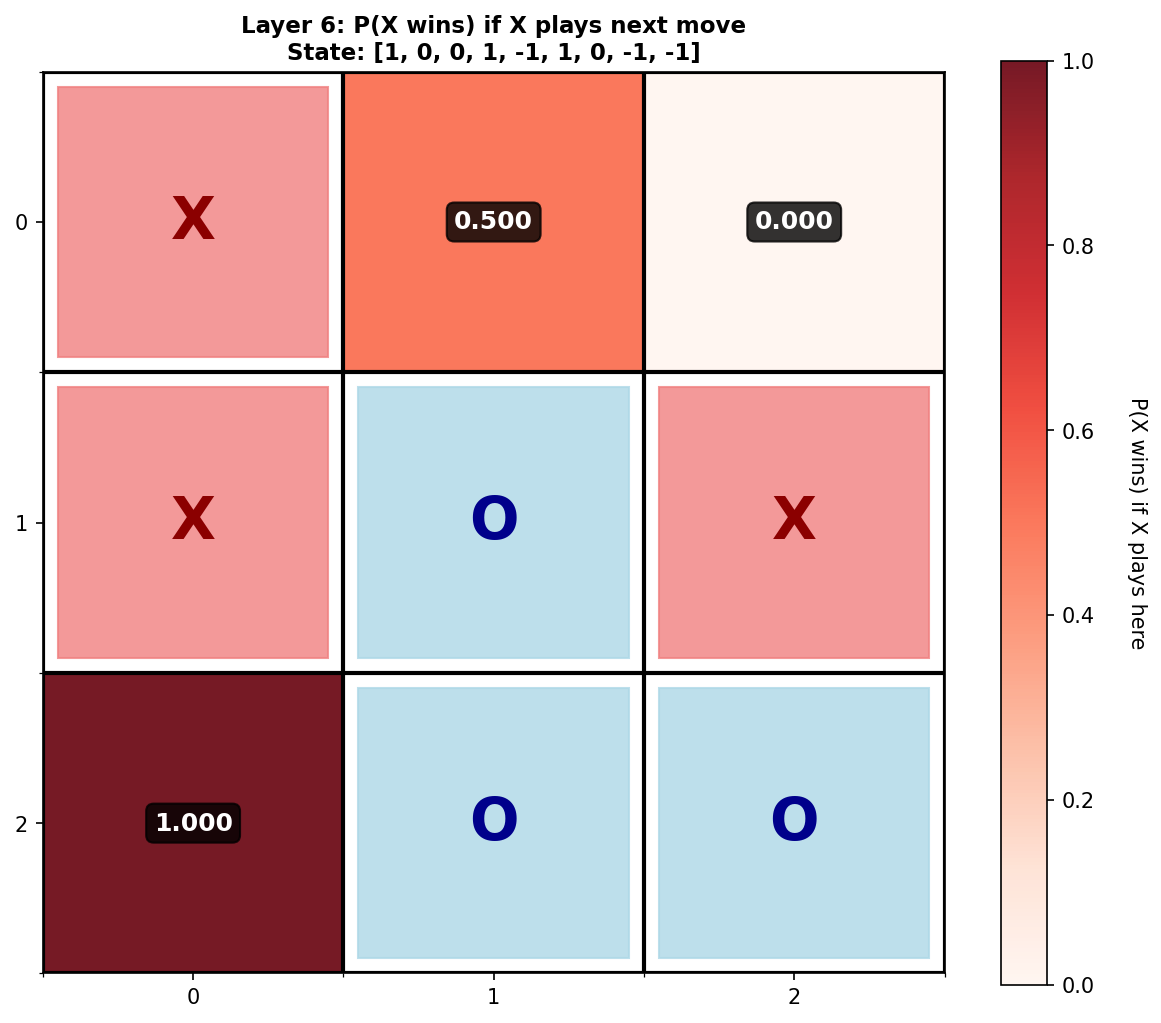 Layer 6: P(X wins) if X plays next move
State: [1, 0, 0, 1, -1, 1, 0, -1, -1]
X
0.500
0.000
X
O
X
1.000
O
O
0
1
2
0
1
2
1.0
0.8
0.6
0.4
0.2
0.0
P(X wins) if X plays here